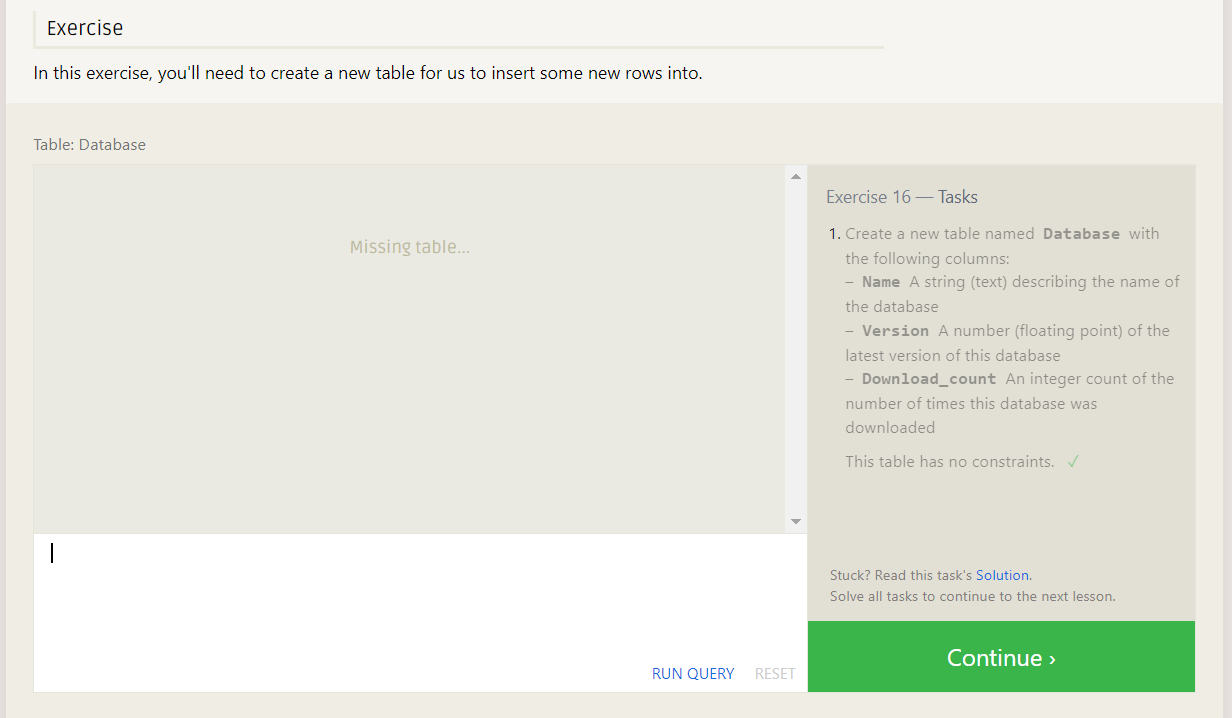 Exercise
In this exercise, you'll need to create a new table for us to insert some new rows into.
Table: Database
Missing table...
RUN QUERY RESET
Exercise 16 — Tasks
1. Create a new table named Database with
the following columns:
– Name A string (text) describing the name of
the database
– Version A number (floating point) of the
latest version of this database
– Download_count An integer count of the
number of times this database was
downloaded
This table has no constraints. ✓
Stuck? Read this task's Solution.
Solve all tasks to continue to the next lesson.
Continue ›